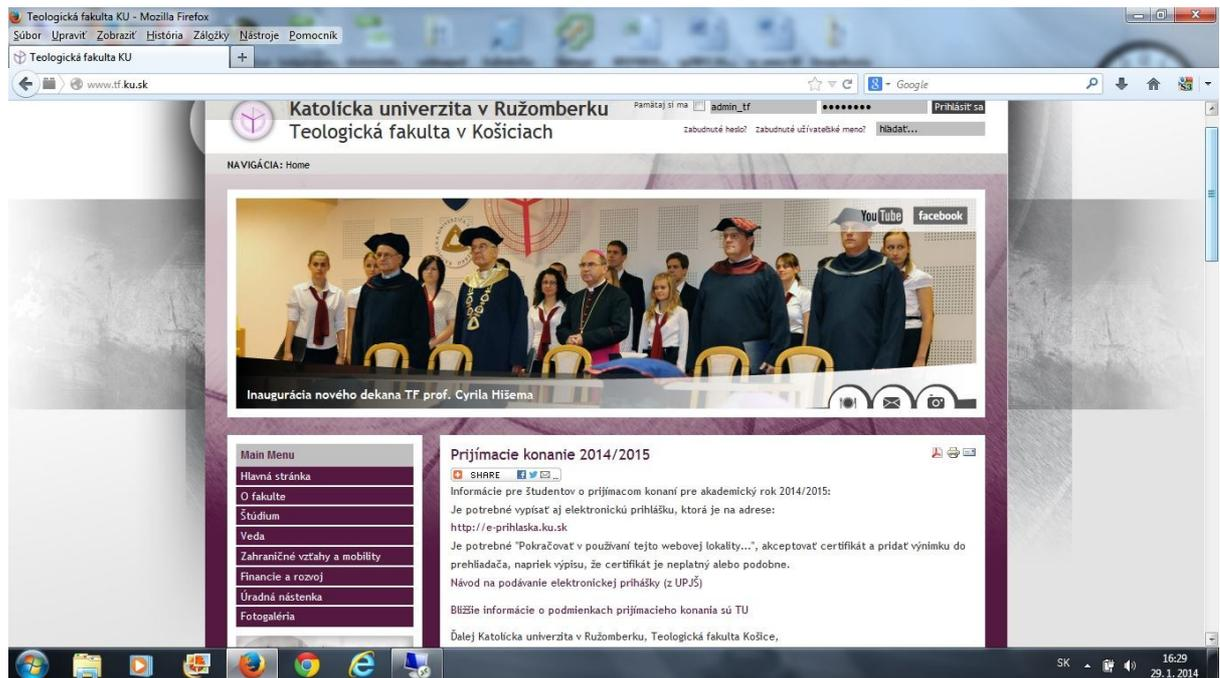 Teologická fakulta KU - Mozilla Firefox
Súbor Upraviť Zobraziť História Záložky Nástroje Pomocník
Teologická fakulta KU
www.tf.ku.sk
Google
Katolícka univerzita v Ružomberku
Teologická fakulta v Košiciach
Pamätaj si ma admin_tf •••••••• Prihlásiť sa
Zabudnuté heslo? Zabudnuté užívateľské meno? hľadať...
NAVIGÁCIA: Home
You Tube facebook
Inaugurácia nového dekana TF prof. Cyrila Hišema
Main Menu
Hlavná stránka
O fakulte
Štúdium
Veda
Zahraničné vzťahy a mobility
Financie a rozvoj
Úradná nástenka
Fotogaléria
Prijímacie konanie 2014/2015
SHARE
Informácie pre študentov o prijímacom konaní pre akademický rok 2014/2015:
Je potrebné vypísať aj elektronickú prihlášku, ktorá je na adrese:
http://e-prihlaska.ku.sk
Je potrebné "Pokračovať v používaní tejto webovej lokality...", akceptovať certifikát a pridať výnimku do
prehliadača, napriek výpisu, že certifikát je neplatný alebo podobne.
Návod na podávanie elektronickej prihášky (z UPJŠ)
Bližšie informácie o podmienkach prijímacieho konania sú TU
Ďalej Katolícka univerzita v Ružomberku, Teologická fakulta Košice,
SK
16:29
29. 1. 2014